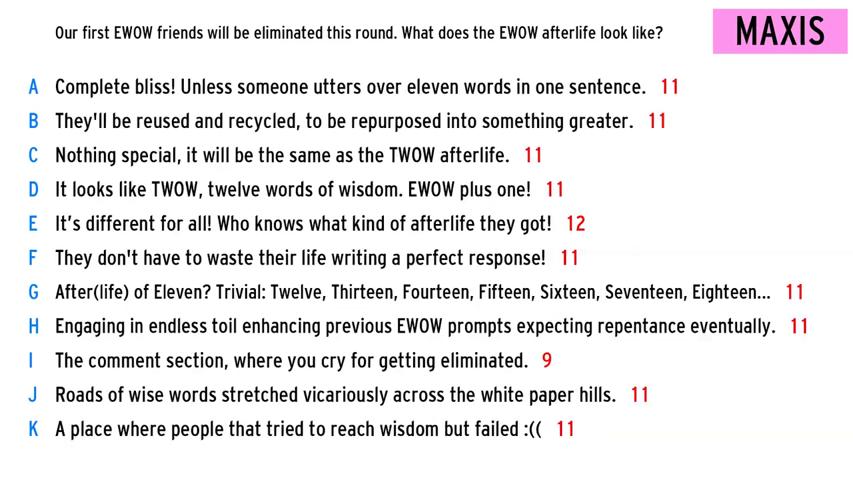 Our first EWOW friends will be eliminated this round. What does the EWOW afterlife look like?
MAXIS
A Complete bliss! Unless someone utters over eleven words in one sentence. 11
B They'll be reused and recycled, to be repurposed into something greater. 11
C Nothing special, it will be the same as the TWOW afterlife. 11
D It looks like TWOW, twelve words of wisdom. EWOW plus one! 11
E It’s different for all! Who knows what kind of afterlife they got! 12
F They don't have to waste their life writing a perfect response! 11
G After(life) of Eleven? Trivial: Twelve, Thirteen, Fourteen, Fifteen, Sixteen, Seventeen, Eighteen... 11
H Engaging in endless toil enhancing previous EWOW prompts expecting repentance eventually. 11
I The comment section, where you cry for getting eliminated. 9
J Roads of wise words stretched vicariously across the white paper hills. 11
K A place where people that tried to reach wisdom but failed :(( 11